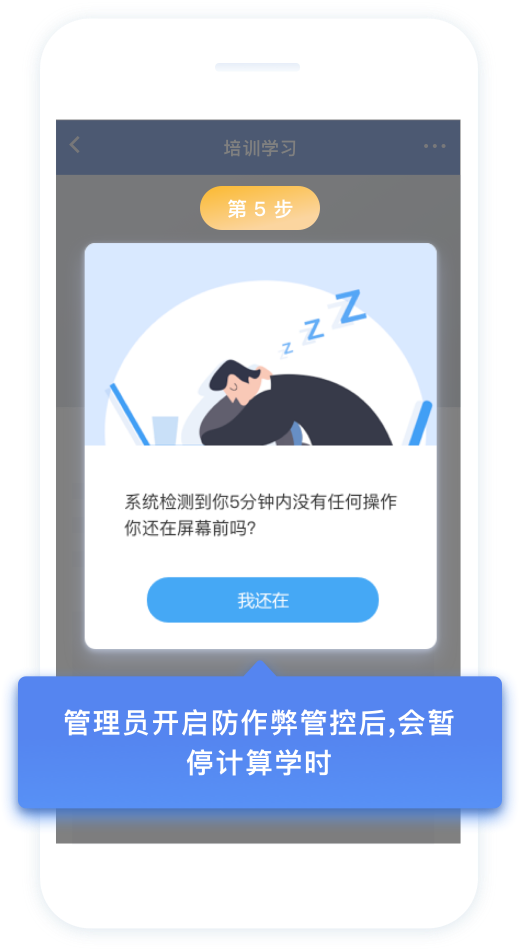 培训学习
第 5 步
z z Z
系统检测到你5分钟内没有任何操作
你还在屏幕前吗?
我还在
管理员开启防作弊管控后,会暂
停计算学时